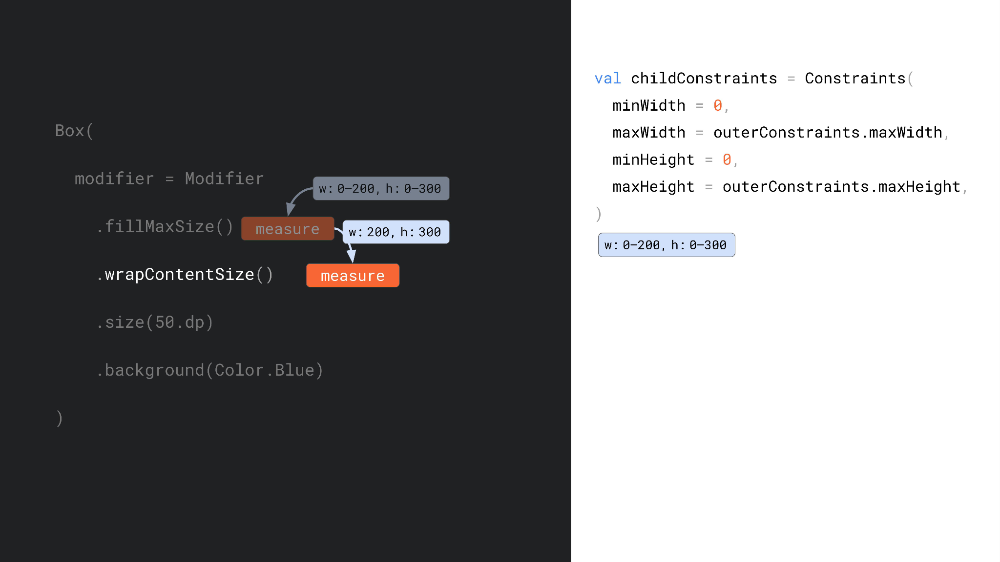 Box(
modifier = Modifier
w: 0–200, h: 0–300
.fillMaxSize()
measure
w: 200, h: 300
.wrapContentSize()
measure
.size(50.dp)
.background(Color.Blue)
)
val childConstraints = Constraints(
minWidth = 0,
maxWidth = outerConstraints.maxWidth,
minHeight = 0,
maxHeight = outerConstraints.maxHeight,
)
w: 0–200, h: 0–300